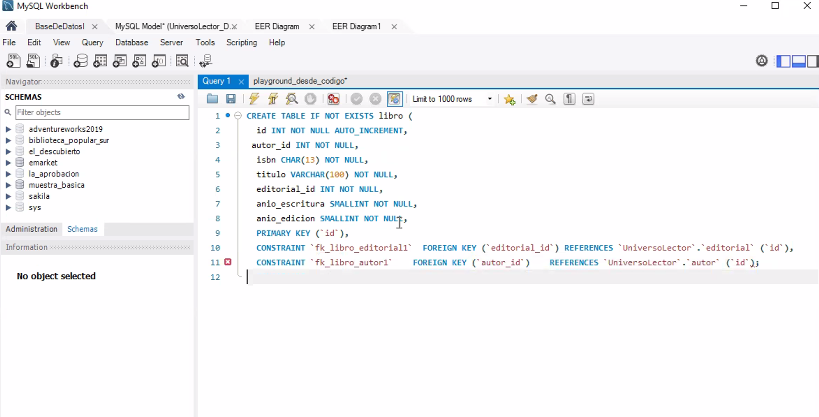 MySQL Workbench
BaseDeDatosI
MySQL Model* (UniversoLector_D...
EER Diagram
EER Diagram1
File Edit View Query Database Server Tools Scripting Help
Navigator
SCHEMAS
Filter objects
adventureworks2019
biblioteca_popular_sur
el_descubierto
emarket
la_aprobacion
muestra_basica
sakila
sys
Administration Schemas
Information
No object selected
Query 1
playground_desde_codigo*
Limit to 1000 rows
1 CREATE TABLE IF NOT EXISTS libro (
2 id INT NOT NULL AUTO_INCREMENT,
3 autor_id INT NOT NULL,
4 isbn CHAR(13) NOT NULL,
5 titulo VARCHAR(100) NOT NULL,
6 editorial_id INT NOT NULL,
7 anio_escritura SMALLINT NOT NULL,
8 anio_edicion SMALLINT NOT NULL,
9 PRIMARY KEY (`id`),
10 CONSTRAINT `fk_libro_editorial1` FOREIGN KEY (`editorial_id`) REFERENCES `UniversoLector`.`editorial` (`id`),
11 CONSTRAINT `fk_libro_autor1` FOREIGN KEY (`autor_id`) REFERENCES `UniversoLector`.`autor` (`id`);
12